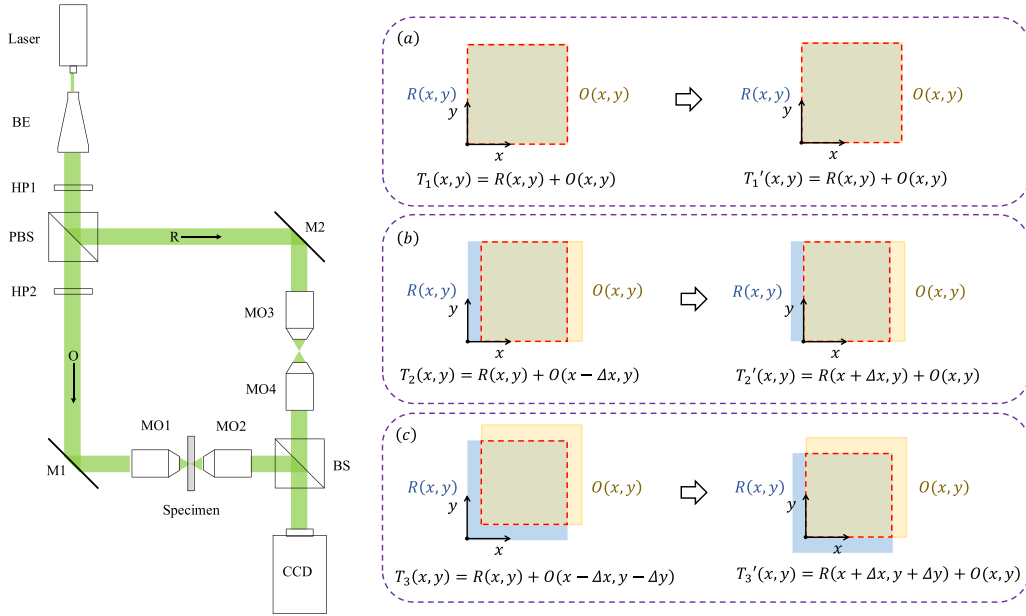 Laser
BE
HP1
PBS
R
M2
HP2
MO3
O
MO4
MO1
MO2
M1
BS
Specimen
CCD
(a)
R(x, y)
O(x, y)
R(x, y)
O(x, y)
y
y
x
x
T₁(x, y) = R(x, y) + O(x, y)
T₁′(x, y) = R(x, y) + O(x, y)
(b)
R(x, y)
O(x, y)
R(x, y)
O(x, y)
y
y
x
x
T₂(x, y) = R(x, y) + O(x − Δx, y)
T₂′(x, y) = R(x + Δx, y) + O(x, y)
(c)
R(x, y)
O(x, y)
R(x, y)
O(x, y)
y
y
x
x
T₃(x, y) = R(x, y) + O(x − Δx, y − Δy)
T₃′(x, y) = R(x + Δx, y + Δy) + O(x, y)